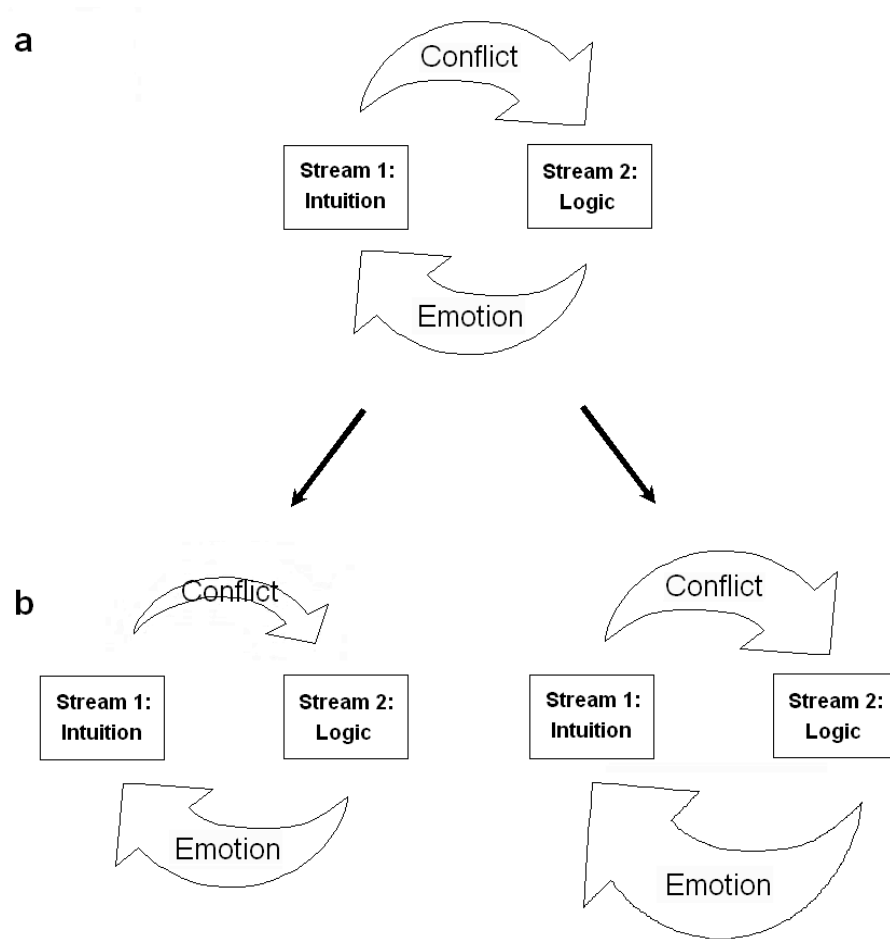 a
Conflict
Stream 1:
Intuition
Stream 2:
Logic
Emotion
b
Conflict
Stream 1:
Intuition
Stream 2:
Logic
Emotion
Conflict
Stream 1:
Intuition
Stream 2:
Logic
Emotion